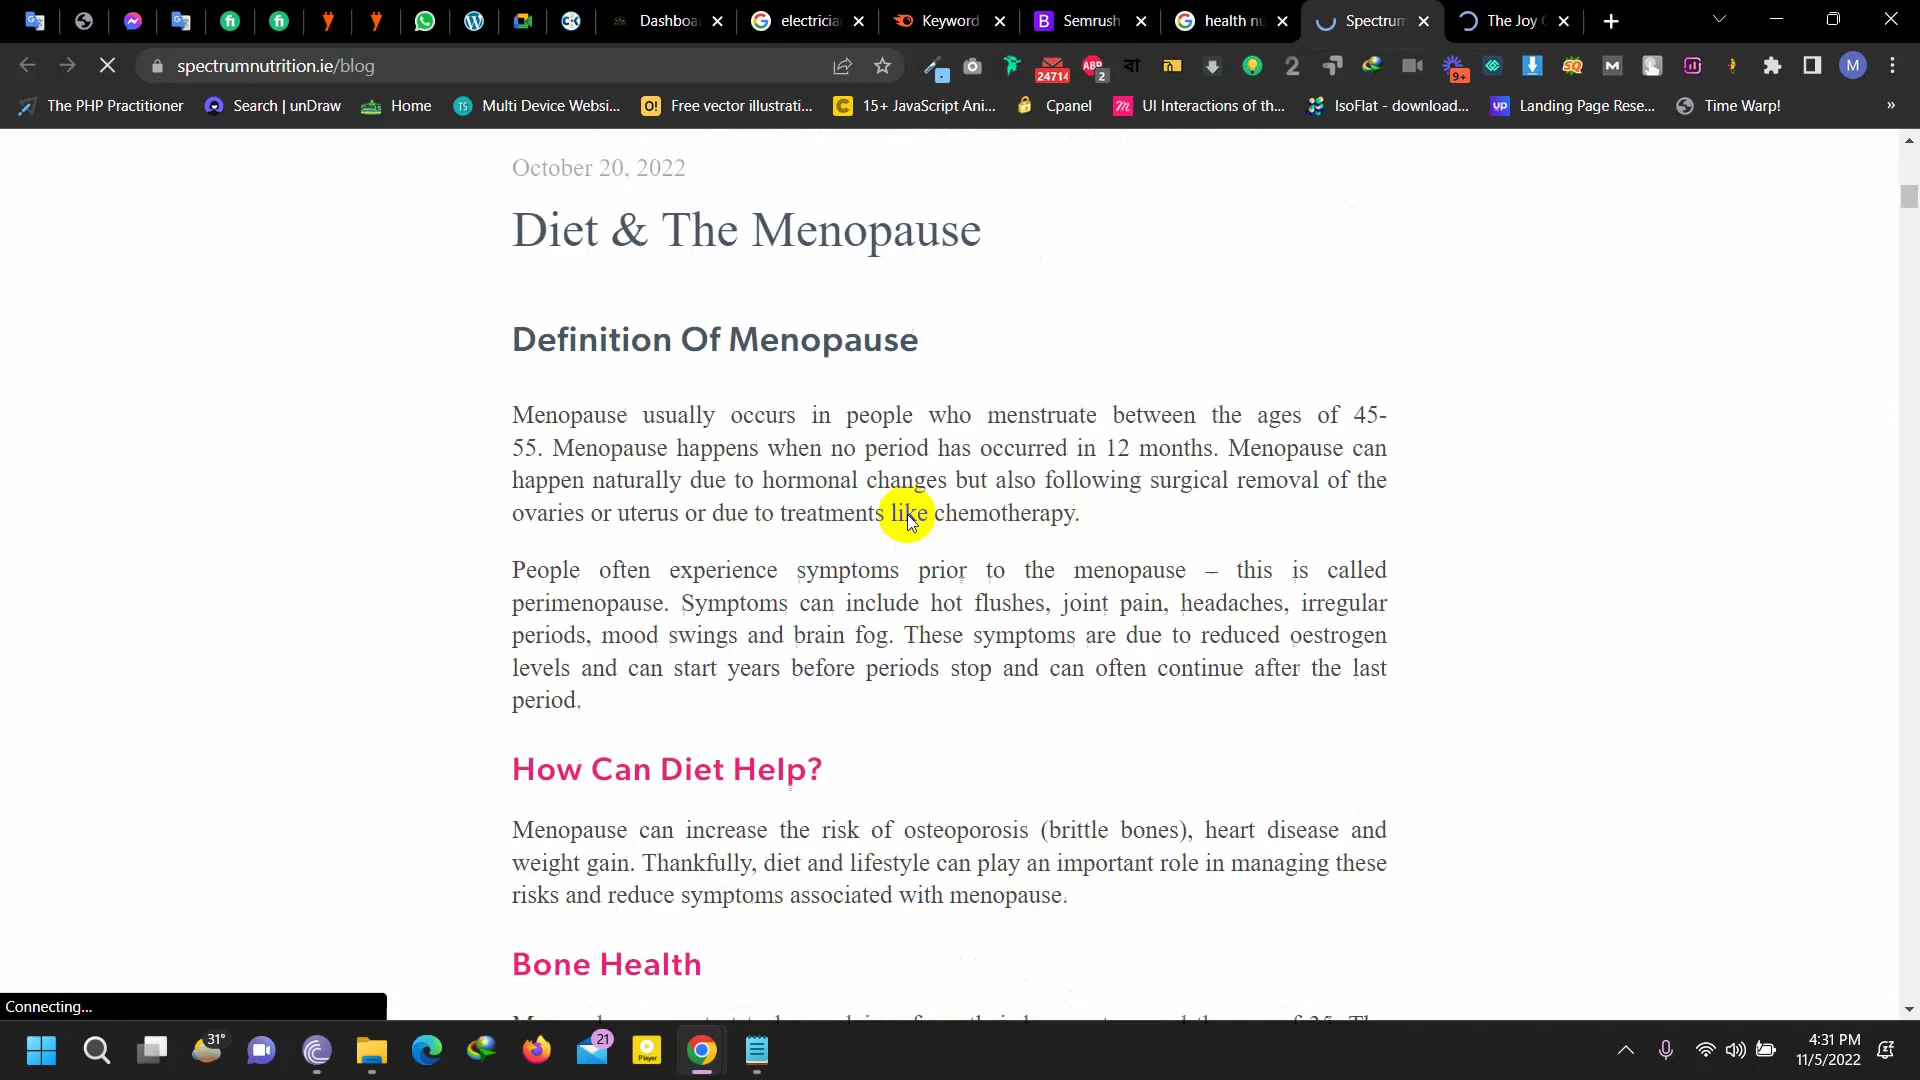 Dashboa
electricia
Keyword
Semrush
health nu
Spectrum
The Joy
spectrumnutrition.ie/blog
24714
ABP
2
বা
2
9+
M
The PHP Practitioner
Search | unDraw
Home
Multi Device Websi...
Free vector illustrati...
15+ JavaScript Ani...
Cpanel
UI Interactions of th...
IsoFlat - download...
Landing Page Rese...
Time Warp!
»
October 20, 2022
Diet & The Menopause
Definition Of Menopause
Menopause usually occurs in people who menstruate between the ages of 45-
55. Menopause happens when no period has occurred in 12 months. Menopause can
happen naturally due to hormonal changes but also following surgical removal of the
ovaries or uterus or due to treatments like chemotherapy.
People often experience symptoms prior to the menopause – this is called
perimenopause. Symptoms can include hot flushes, joint pain, headaches, irregular
periods, mood swings and brain fog. These symptoms are due to reduced oestrogen
levels and can start years before periods stop and can often continue after the last
period.
How Can Diet Help?
Menopause can increase the risk of osteoporosis (brittle bones), heart disease and
weight gain. Thankfully, diet and lifestyle can play an important role in managing these
risks and reduce symptoms associated with menopause.
Bone Health
Connecting...
31°
21
Player
4:31 PM
11/5/2022